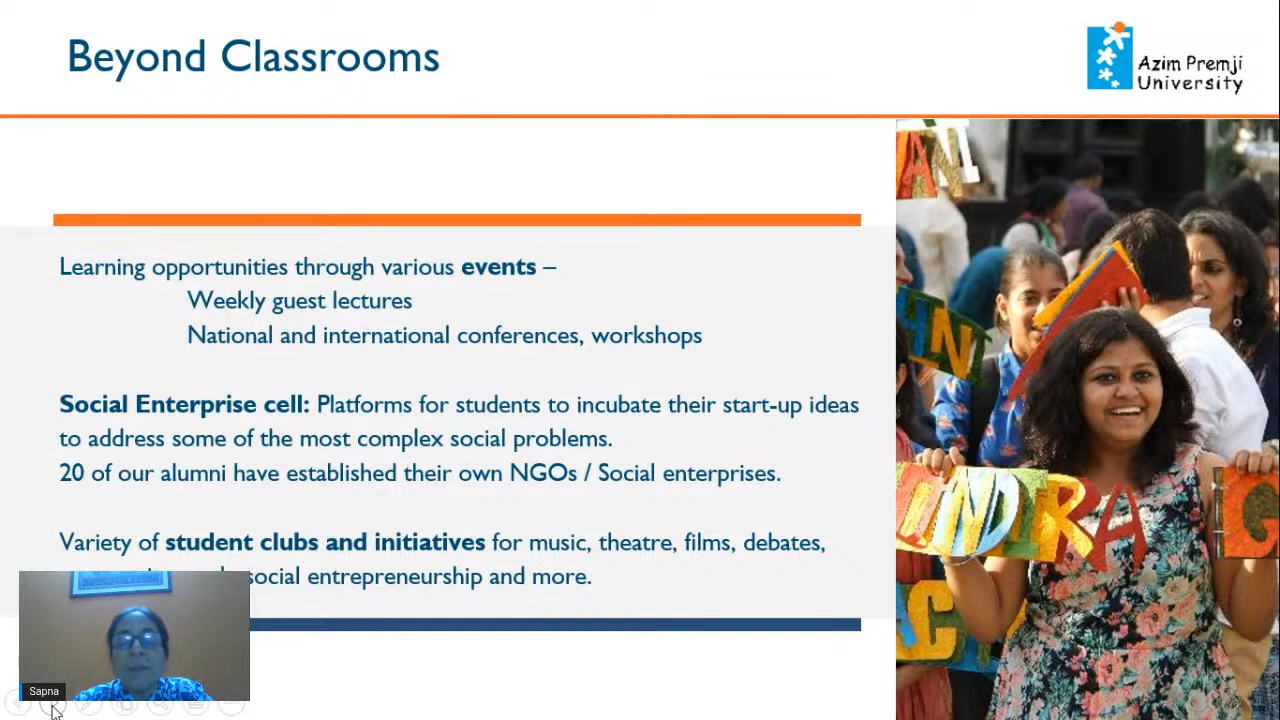 Beyond Classrooms
Azim Premji
University
Learning opportunities through various events –
Weekly guest lectures
National and international conferences, workshops
Social Enterprise cell: Platforms for students to incubate their start-up ideas
to address some of the most complex social problems.
20 of our alumni have established their own NGOs / Social enterprises.
Variety of student clubs and initiatives for music, theatre, films, debates,
social entrepreneurship and more.
Sapna
INDIRA G